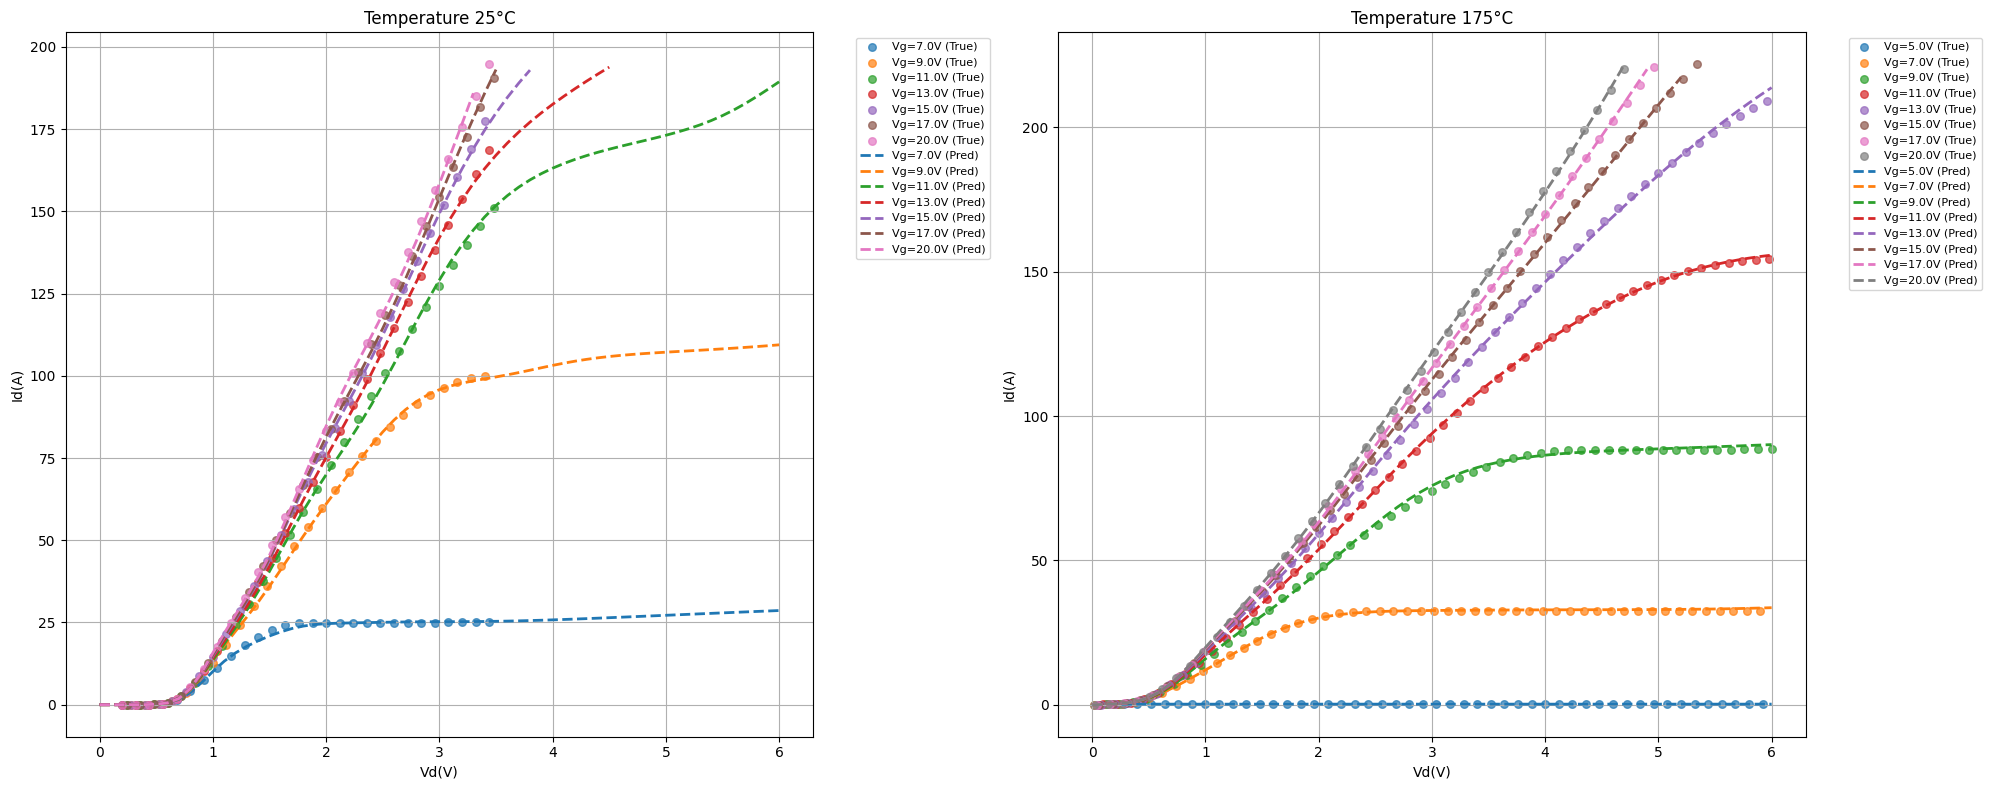 Temperature 25°C
200
175
150
125
100
75
50
25
0
Id(A)
0
1
2
3
4
5
6
Vd(V)
Vg=7.0V (True)
Vg=9.0V (True)
Vg=11.0V (True)
Vg=13.0V (True)
Vg=15.0V (True)
Vg=17.0V (True)
Vg=20.0V (True)
Vg=7.0V (Pred)
Vg=9.0V (Pred)
Vg=11.0V (Pred)
Vg=13.0V (Pred)
Vg=15.0V (Pred)
Vg=17.0V (Pred)
Vg=20.0V (Pred)
Temperature 175°C
200
150
100
50
0
Id(A)
0
1
2
3
4
5
6
Vd(V)
Vg=5.0V (True)
Vg=7.0V (True)
Vg=9.0V (True)
Vg=11.0V (True)
Vg=13.0V (True)
Vg=15.0V (True)
Vg=17.0V (True)
Vg=20.0V (True)
Vg=5.0V (Pred)
Vg=7.0V (Pred)
Vg=9.0V (Pred)
Vg=11.0V (Pred)
Vg=13.0V (Pred)
Vg=15.0V (Pred)
Vg=17.0V (Pred)
Vg=20.0V (Pred)